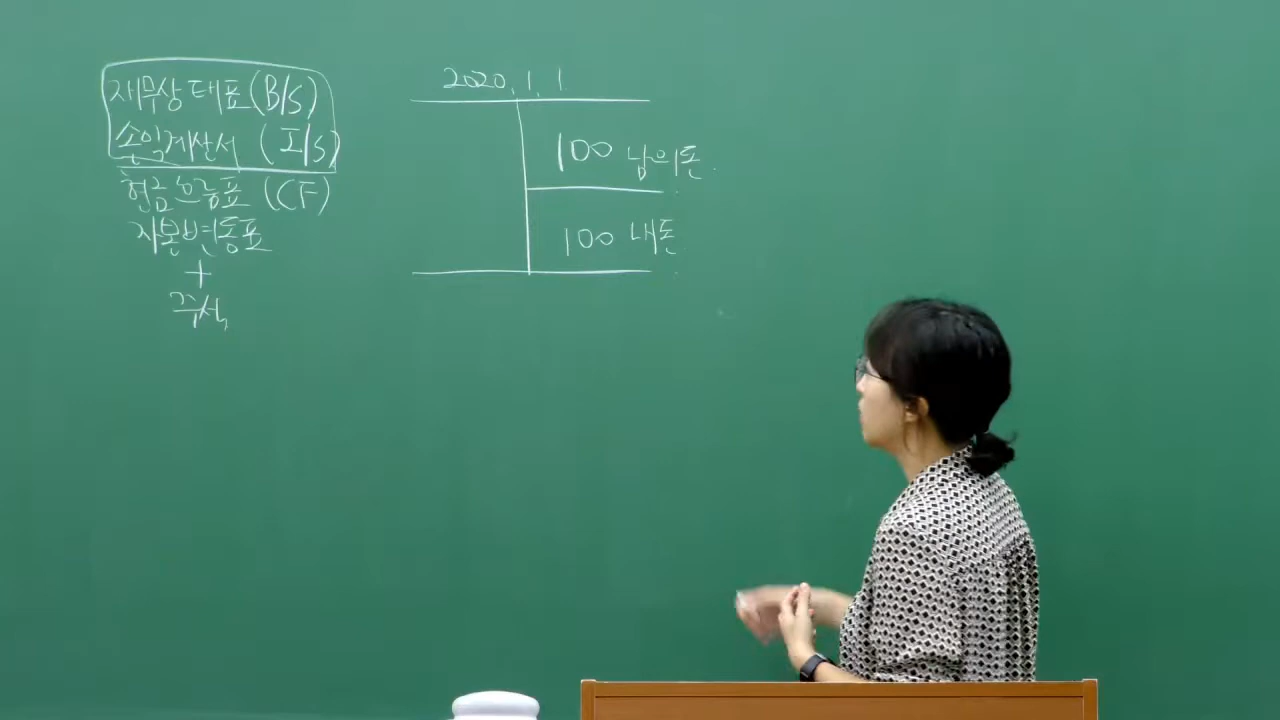 재무상태표(B/S)
손익계산서 (I/S)
현금흐름표 (CF)
자본변동표
+
주석
2020. 1. 1
100 남의돈
100 내돈